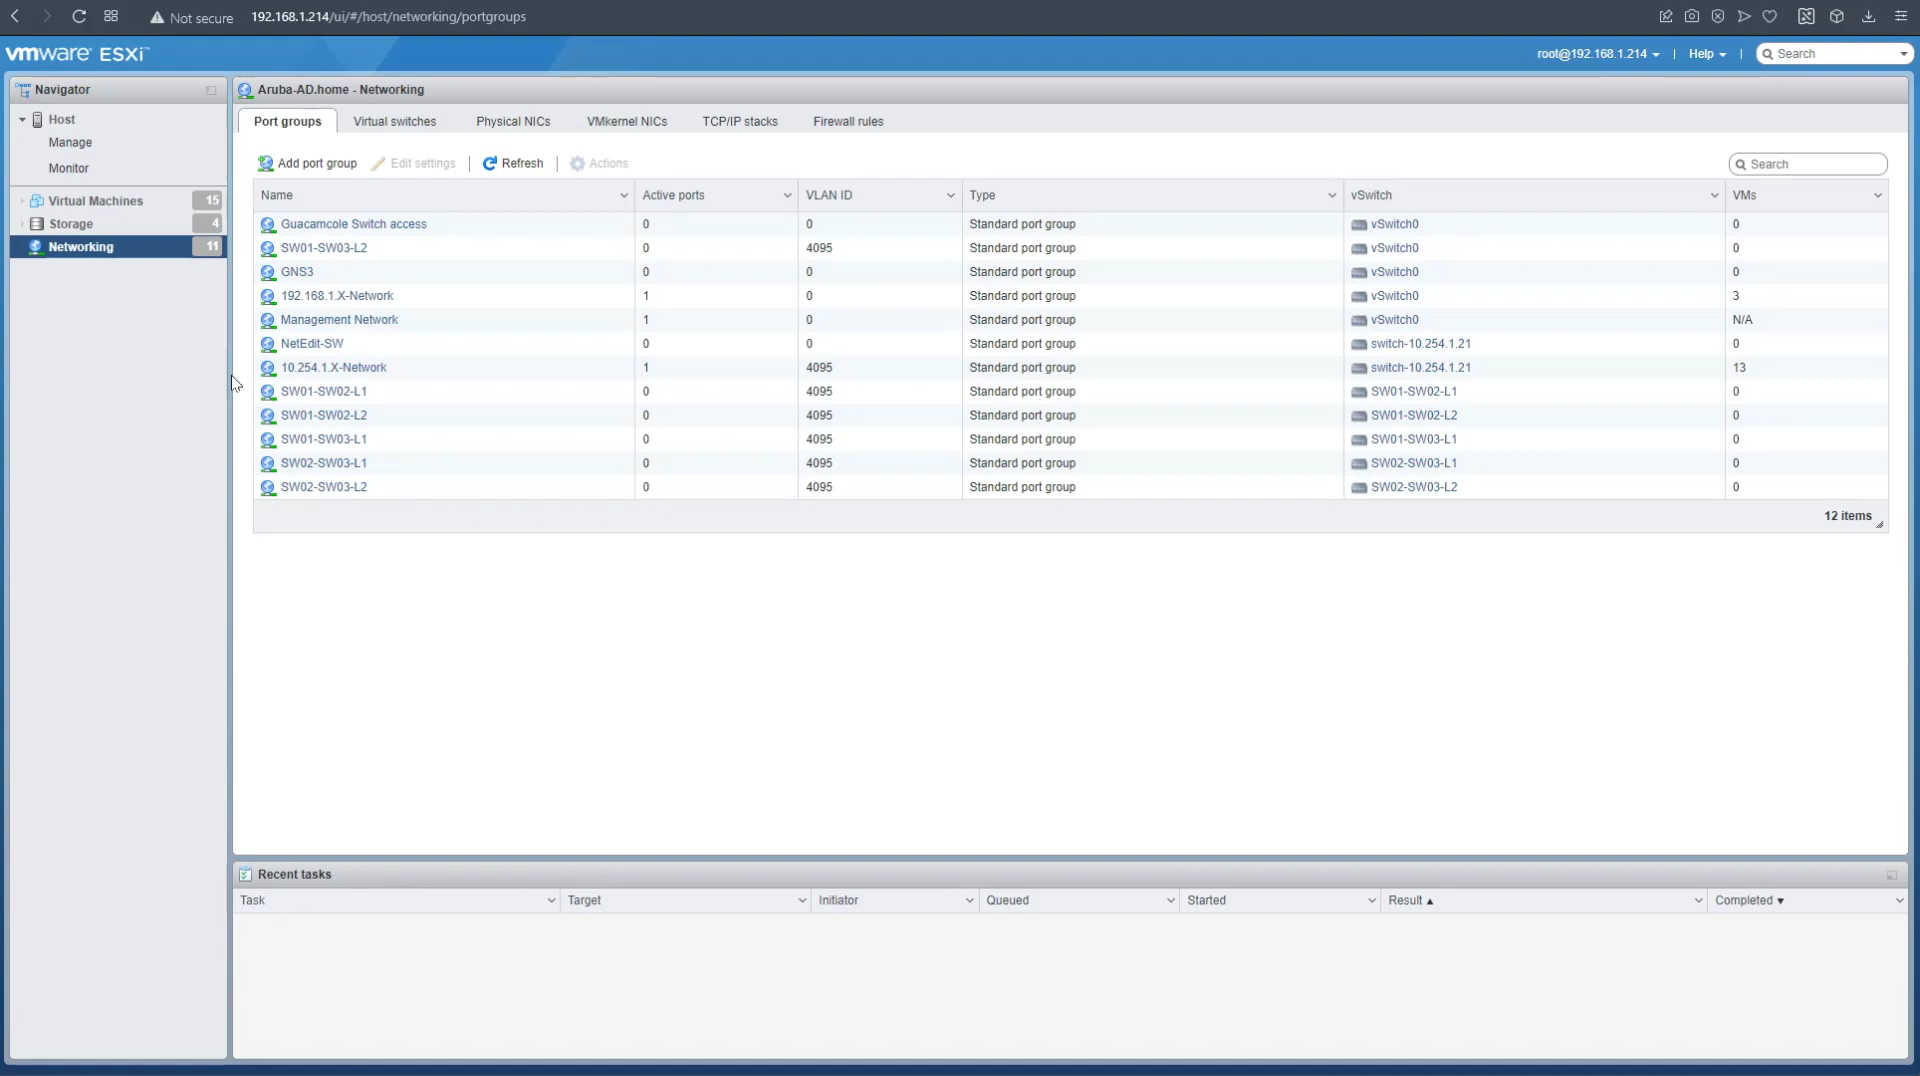 Not secure 192.168.1.214/ui/#/host/networking/portgroups
vmware ESXi™ root@192.168.1.214 | Help | Search
Navigator
Host
Manage
Monitor
Virtual Machines 15
Storage 4
Networking 11
Aruba-AD.home - Networking
Port groups Virtual switches Physical NICs VMkernel NICs TCP/IP stacks Firewall rules
Add port group Edit settings | Refresh | Actions Search
Name Active ports VLAN ID Type vSwitch VMs
Guacamcole Switch access 0 0 Standard port group vSwitch0 0
SW01-SW03-L2 0 4095 Standard port group vSwitch0 0
GNS3 0 0 Standard port group vSwitch0 0
192.168.1.X-Network 1 0 Standard port group vSwitch0 3
Management Network 1 0 Standard port group vSwitch0 N/A
NetEdit-SW 0 0 Standard port group switch-10.254.1.21 0
10.254.1.X-Network 1 4095 Standard port group switch-10.254.1.21 13
SW01-SW02-L1 0 4095 Standard port group SW01-SW02-L1 0
SW01-SW02-L2 0 4095 Standard port group SW01-SW02-L2 0
SW01-SW03-L1 0 4095 Standard port group SW01-SW03-L1 0
SW02-SW03-L1 0 4095 Standard port group SW02-SW03-L1 0
SW02-SW03-L2 0 4095 Standard port group SW02-SW03-L2 0
12 items
Recent tasks
Task Target Initiator Queued Started Result ▲ Completed ▼